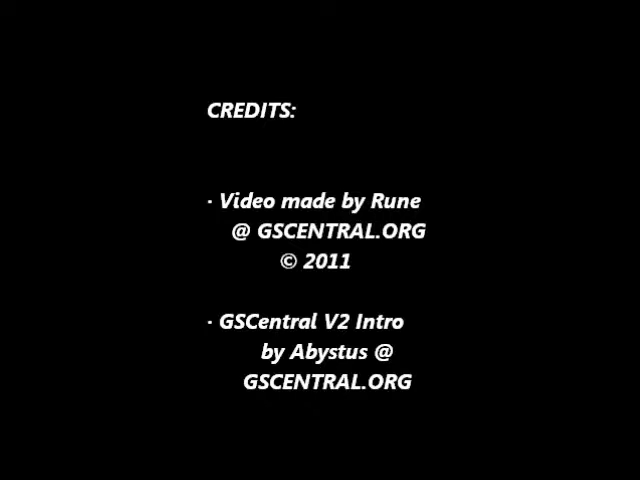 CREDITS:
· Video made by Rune
@ GSCENTRAL.ORG
© 2011
· GSCentral V2 Intro
by Abystus @
GSCENTRAL.ORG